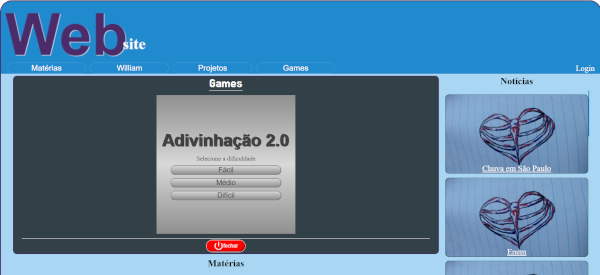 Website
Matérias William Projetos Games
Login
Games
Adivinhação 2.0
Selecione a dificuldade
Fácil
Médio
Difícil
fechar
Matérias
Notícias
Chuva em São Paulo
Enem